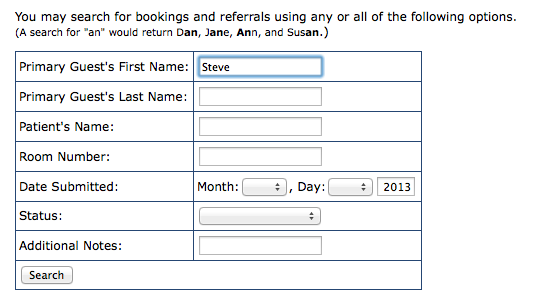 You may search for bookings and referrals using any or all of the following options.
(A search for "an" would return Dan, Jane, Ann, and Susan.)
Primary Guest's First Name: Steve
Primary Guest's Last Name:
Patient's Name:
Room Number:
Date Submitted: Month: , Day: 2013
Status:
Additional Notes:
Search